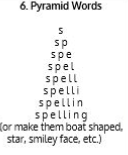 6. Pyramid Words
s
sp
spe
spel
spell
spelli
spellin
spelling
(or make them boat shaped,
star, smiley face, etc.)